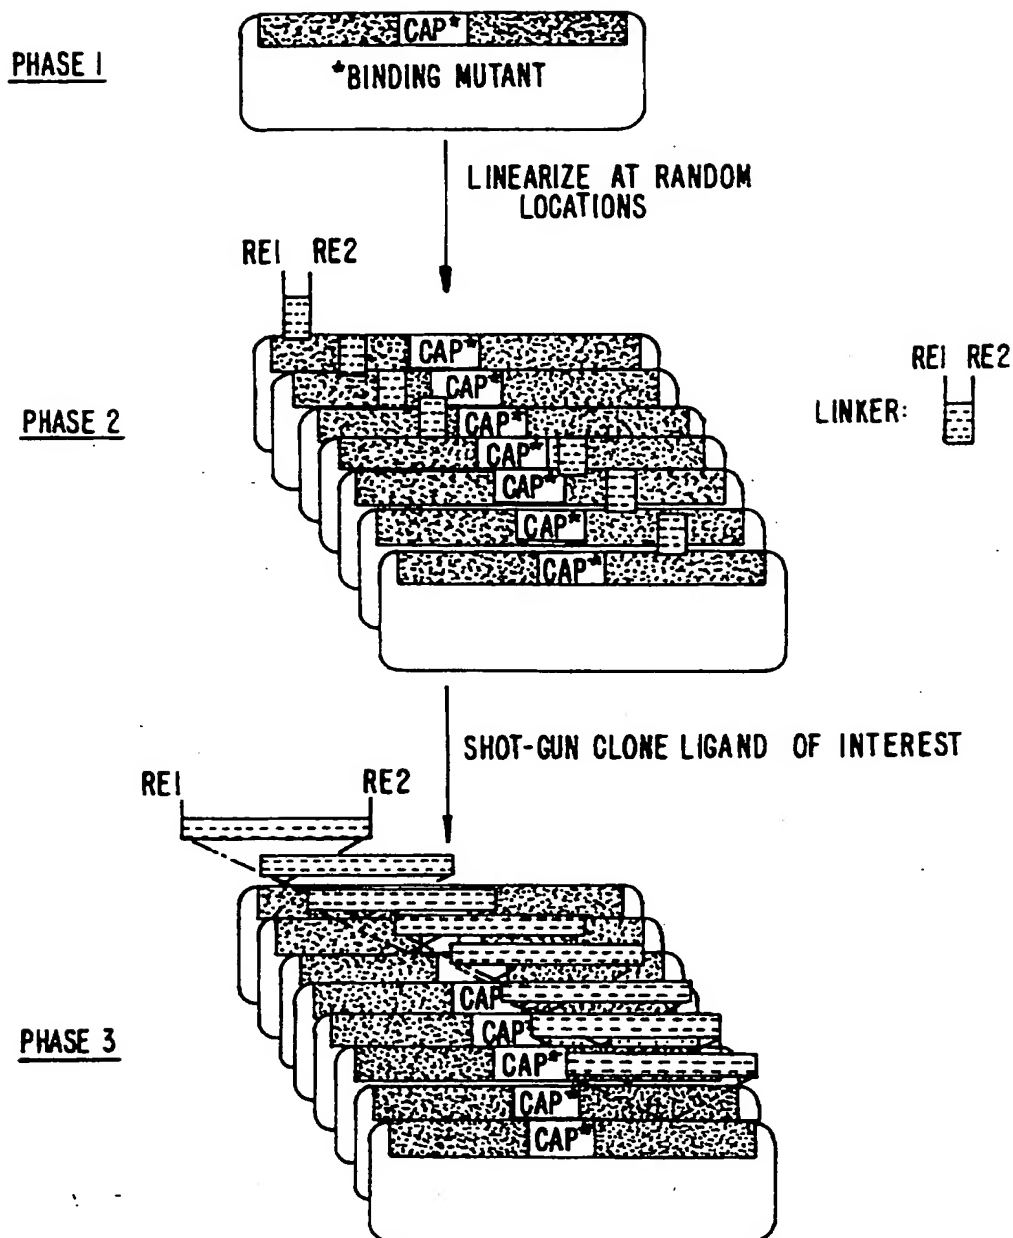 PHASE 1
CAP*
*BINDING MUTANT
LINEARIZE AT RANDOM
LOCATIONS
RE1 RE2
CAP*
CAP*
CAP*
CAP*
CAP*
CAP*
CAP*
PHASE 2
RE1 RE2
LINKER:
SHOT-GUN CLONE LIGAND OF INTEREST
RE1 RE2
CAP
CAP*
CAP*
CAP*
CAP*
PHASE 3